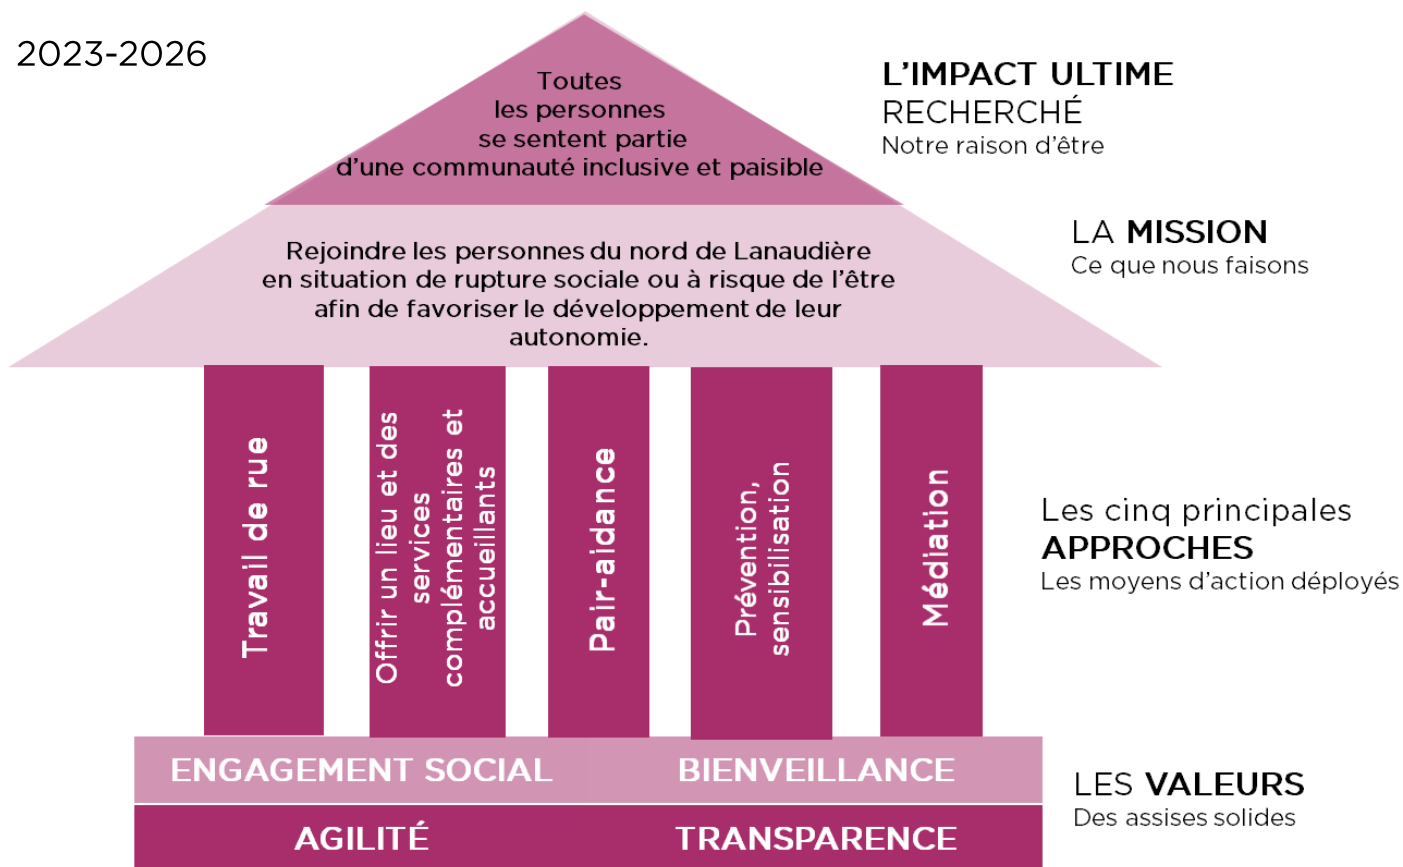 2023-2026
Toutes
les personnes
se sentent partie
d'une communauté inclusive et paisible
L'IMPACT ULTIME
RECHERCHÉ
Notre raison d'être
Rejoindre les personnes du nord de Lanaudière
en situation de rupture sociale ou à risque de l'être
afin de favoriser le développement de leur
autonomie.
LA MISSION
Ce que nous faisons
Travail de rue
Offrir un lieu et des
services
complémentaires et
accueillants
Pair-aidance
Prévention,
sensibilisation
Médiation
Les cinq principales
APPROCHES
Les moyens d'action déployés
ENGAGEMENT SOCIAL
BIENVEILLANCE
AGILITÉ
TRANSPARENCE
LES VALEURS
Des assises solides